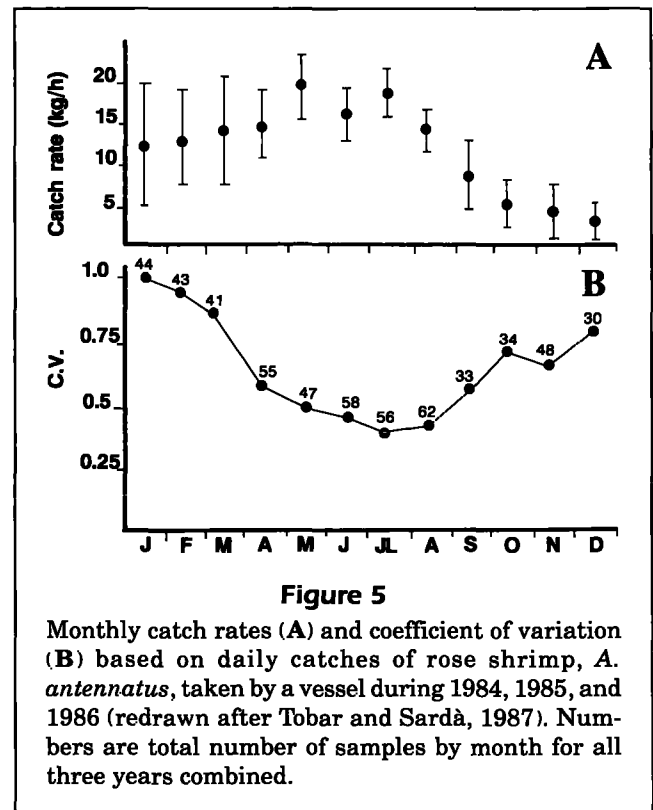 A
Catch rate (kg/h)
20
15
10
5
B
C.V.
1.0
0.75
0.5
0.25
44
43
41
55
47
58
56
62
33
34
48
30
J F M A M J JL A S O N D
Figure 5
Monthly catch rates (A) and coefficient of variation
(B) based on daily catches of rose shrimp, A.
antennatus, taken by a vessel during 1984, 1985, and
1986 (redrawn after Tobar and Sardà, 1987). Num-
bers are total number of samples by month for all
three years combined.